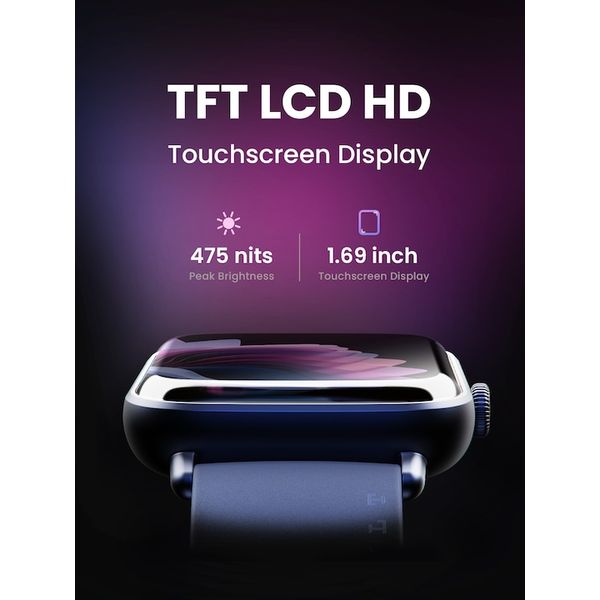 TFT LCD HD
Touchscreen Display
475 nits
Peak Brightness
1.69 inch
Touchscreen Display